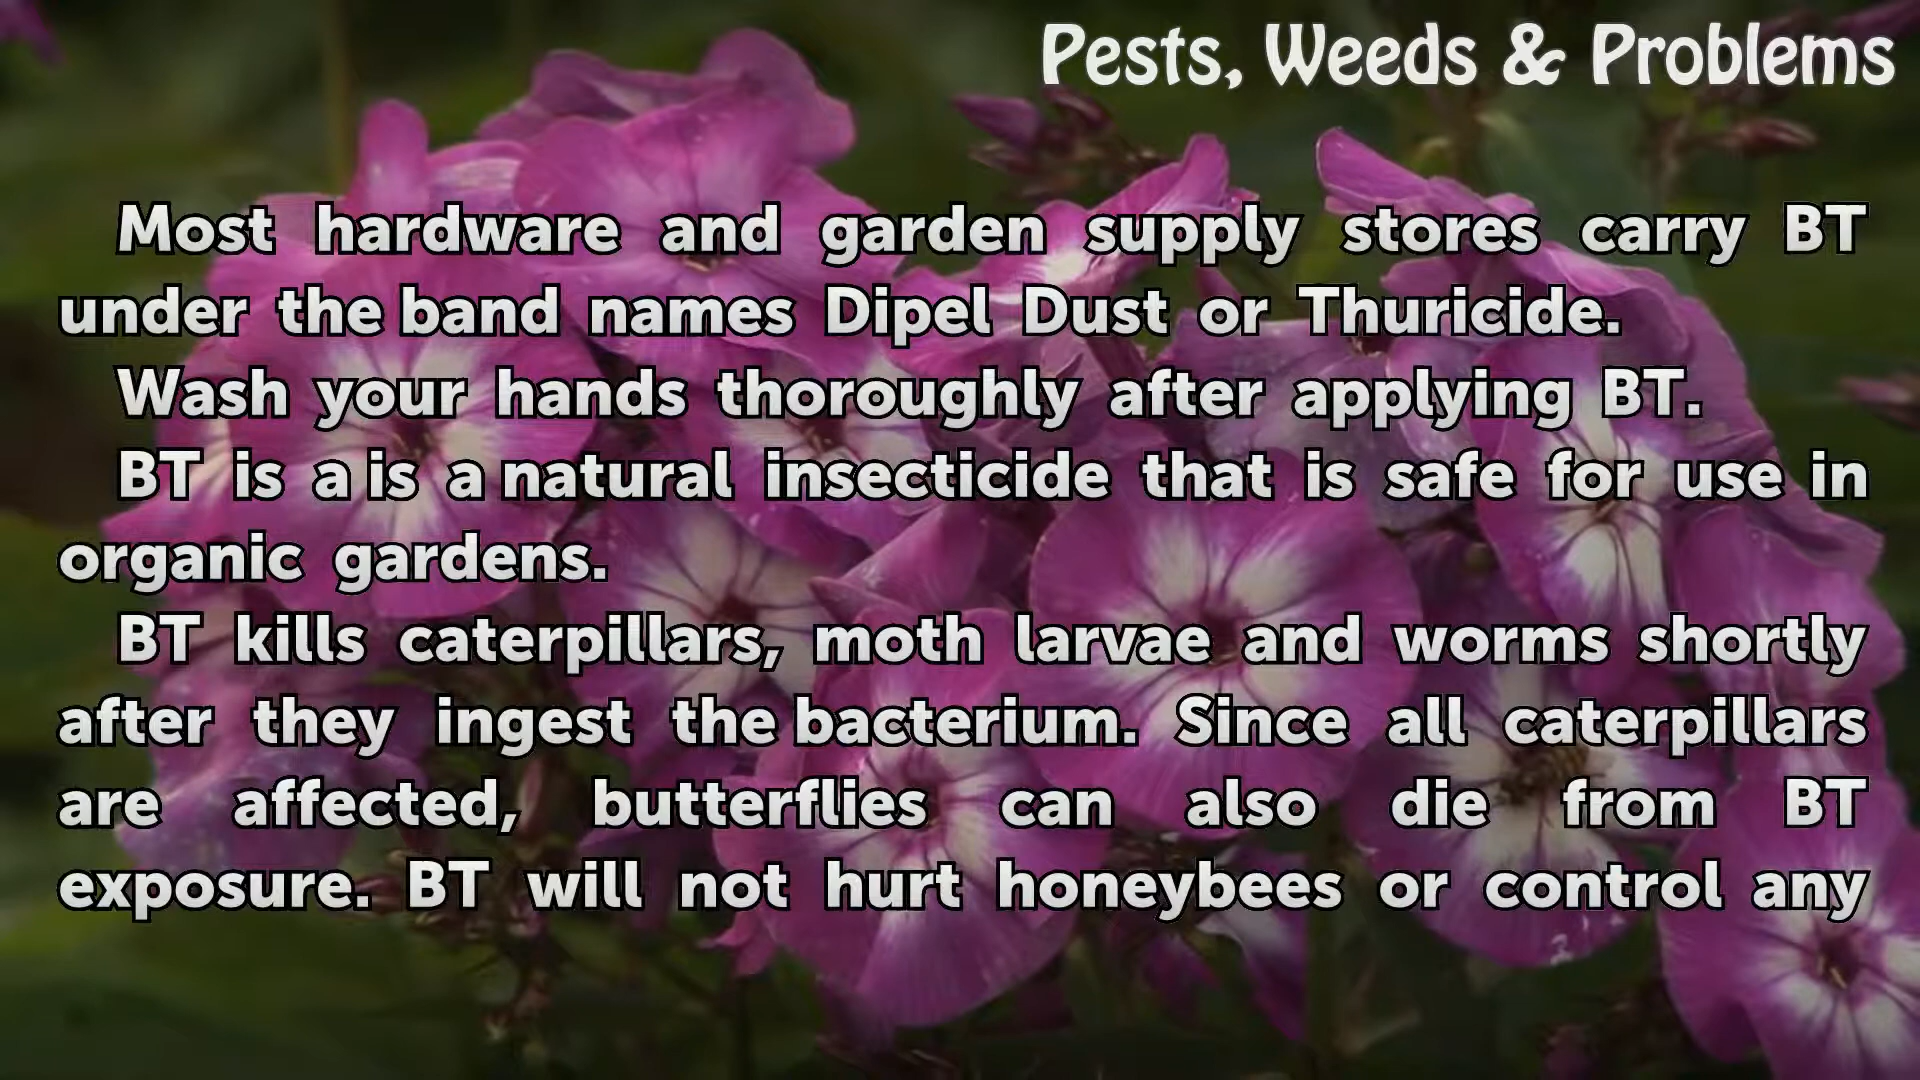 Pests, Weeds & Problems
Most hardware and garden supply stores carry BT
under the band names Dipel Dust or Thuricide.
Wash your hands thoroughly after applying BT.
BT is a is a natural insecticide that is safe for use in
organic gardens.
BT kills caterpillars, moth larvae and worms shortly
after they ingest the bacterium. Since all caterpillars
are affected, butterflies can also die from BT
exposure. BT will not hurt honeybees or control any